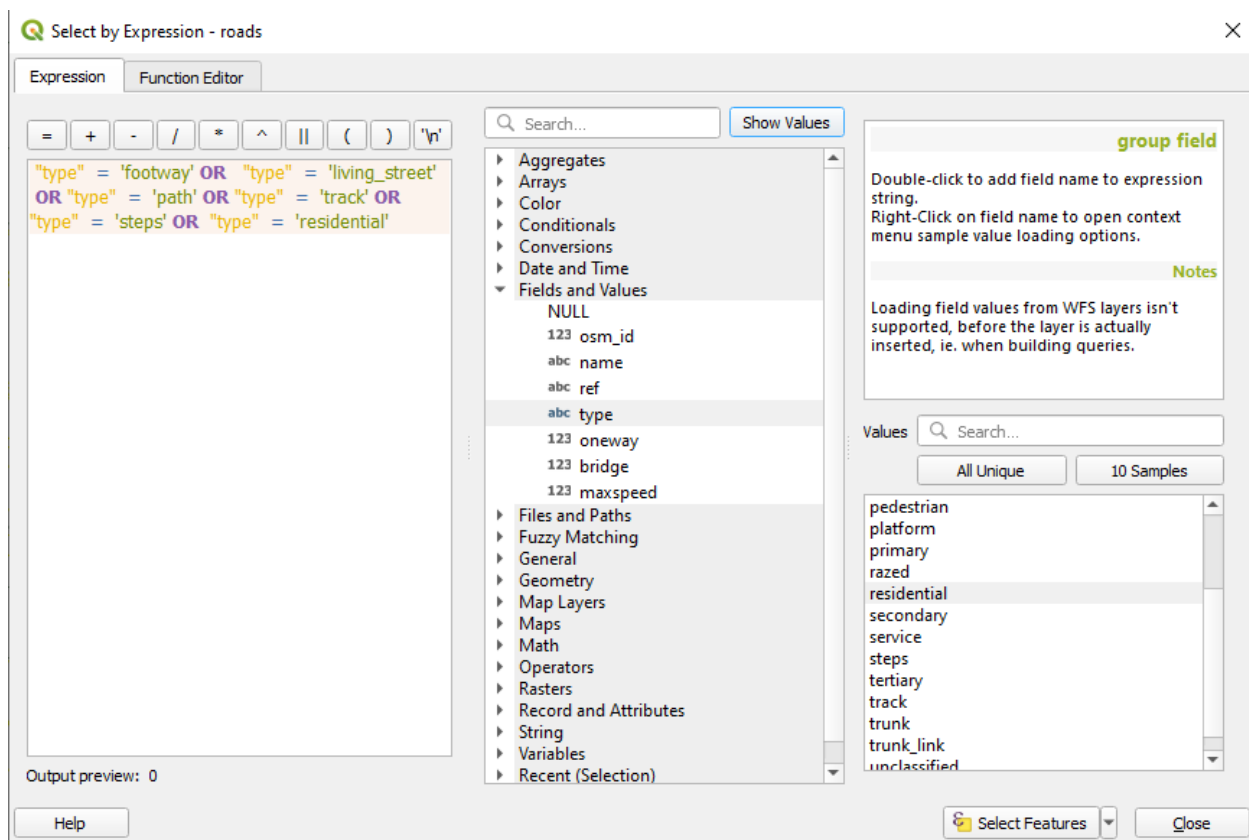 Select by Expression - roads
Expression
Function Editor
= + - / * ^ || ( ) '\n'
"type" = 'footway' OR "type" = 'living_street'
OR "type" = 'path' OR "type" = 'track' OR
"type" = 'steps' OR "type" = 'residential'
Output preview: 0
Search...
Show Values
Aggregates
Arrays
Color
Conditionals
Conversions
Date and Time
Fields and Values
NULL
123 osm_id
abc name
abc ref
abc type
123 oneway
123 bridge
123 maxspeed
Files and Paths
Fuzzy Matching
General
Geometry
Map Layers
Maps
Math
Operators
Rasters
Record and Attributes
String
Variables
Recent (Selection)
group field
Double-click to add field name to expression
string.
Right-Click on field name to open context
menu sample value loading options.
Notes
Loading field values from WFS layers isn't
supported, before the layer is actually
inserted, ie. when building queries.
Values
Search...
All Unique
10 Samples
pedestrian
platform
primary
razed
residential
secondary
service
steps
tertiary
track
trunk
trunk_link
unclassified
Help
Select Features
Close